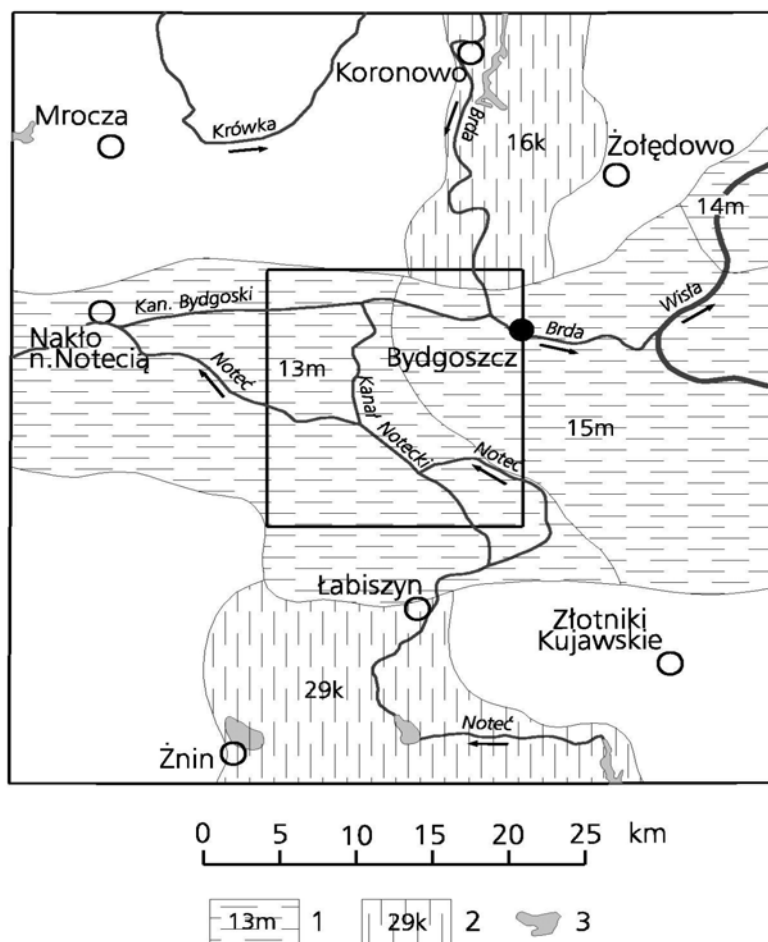 Koronowo
Mrocza
Krówka
Brda
16k
Żołędowo
14m
Kan. Bydgoski
Wisła
Nakło
n.Notecią
Brda
Bydgoszcz
Noteć
13m
Kanał
Notecki
Noteć
15m
Łabiszyn
Złotniki
Kujawskie
29k
Noteć
Żnin
0 5 10 15 20 25 km
13m 1 29k 2 3